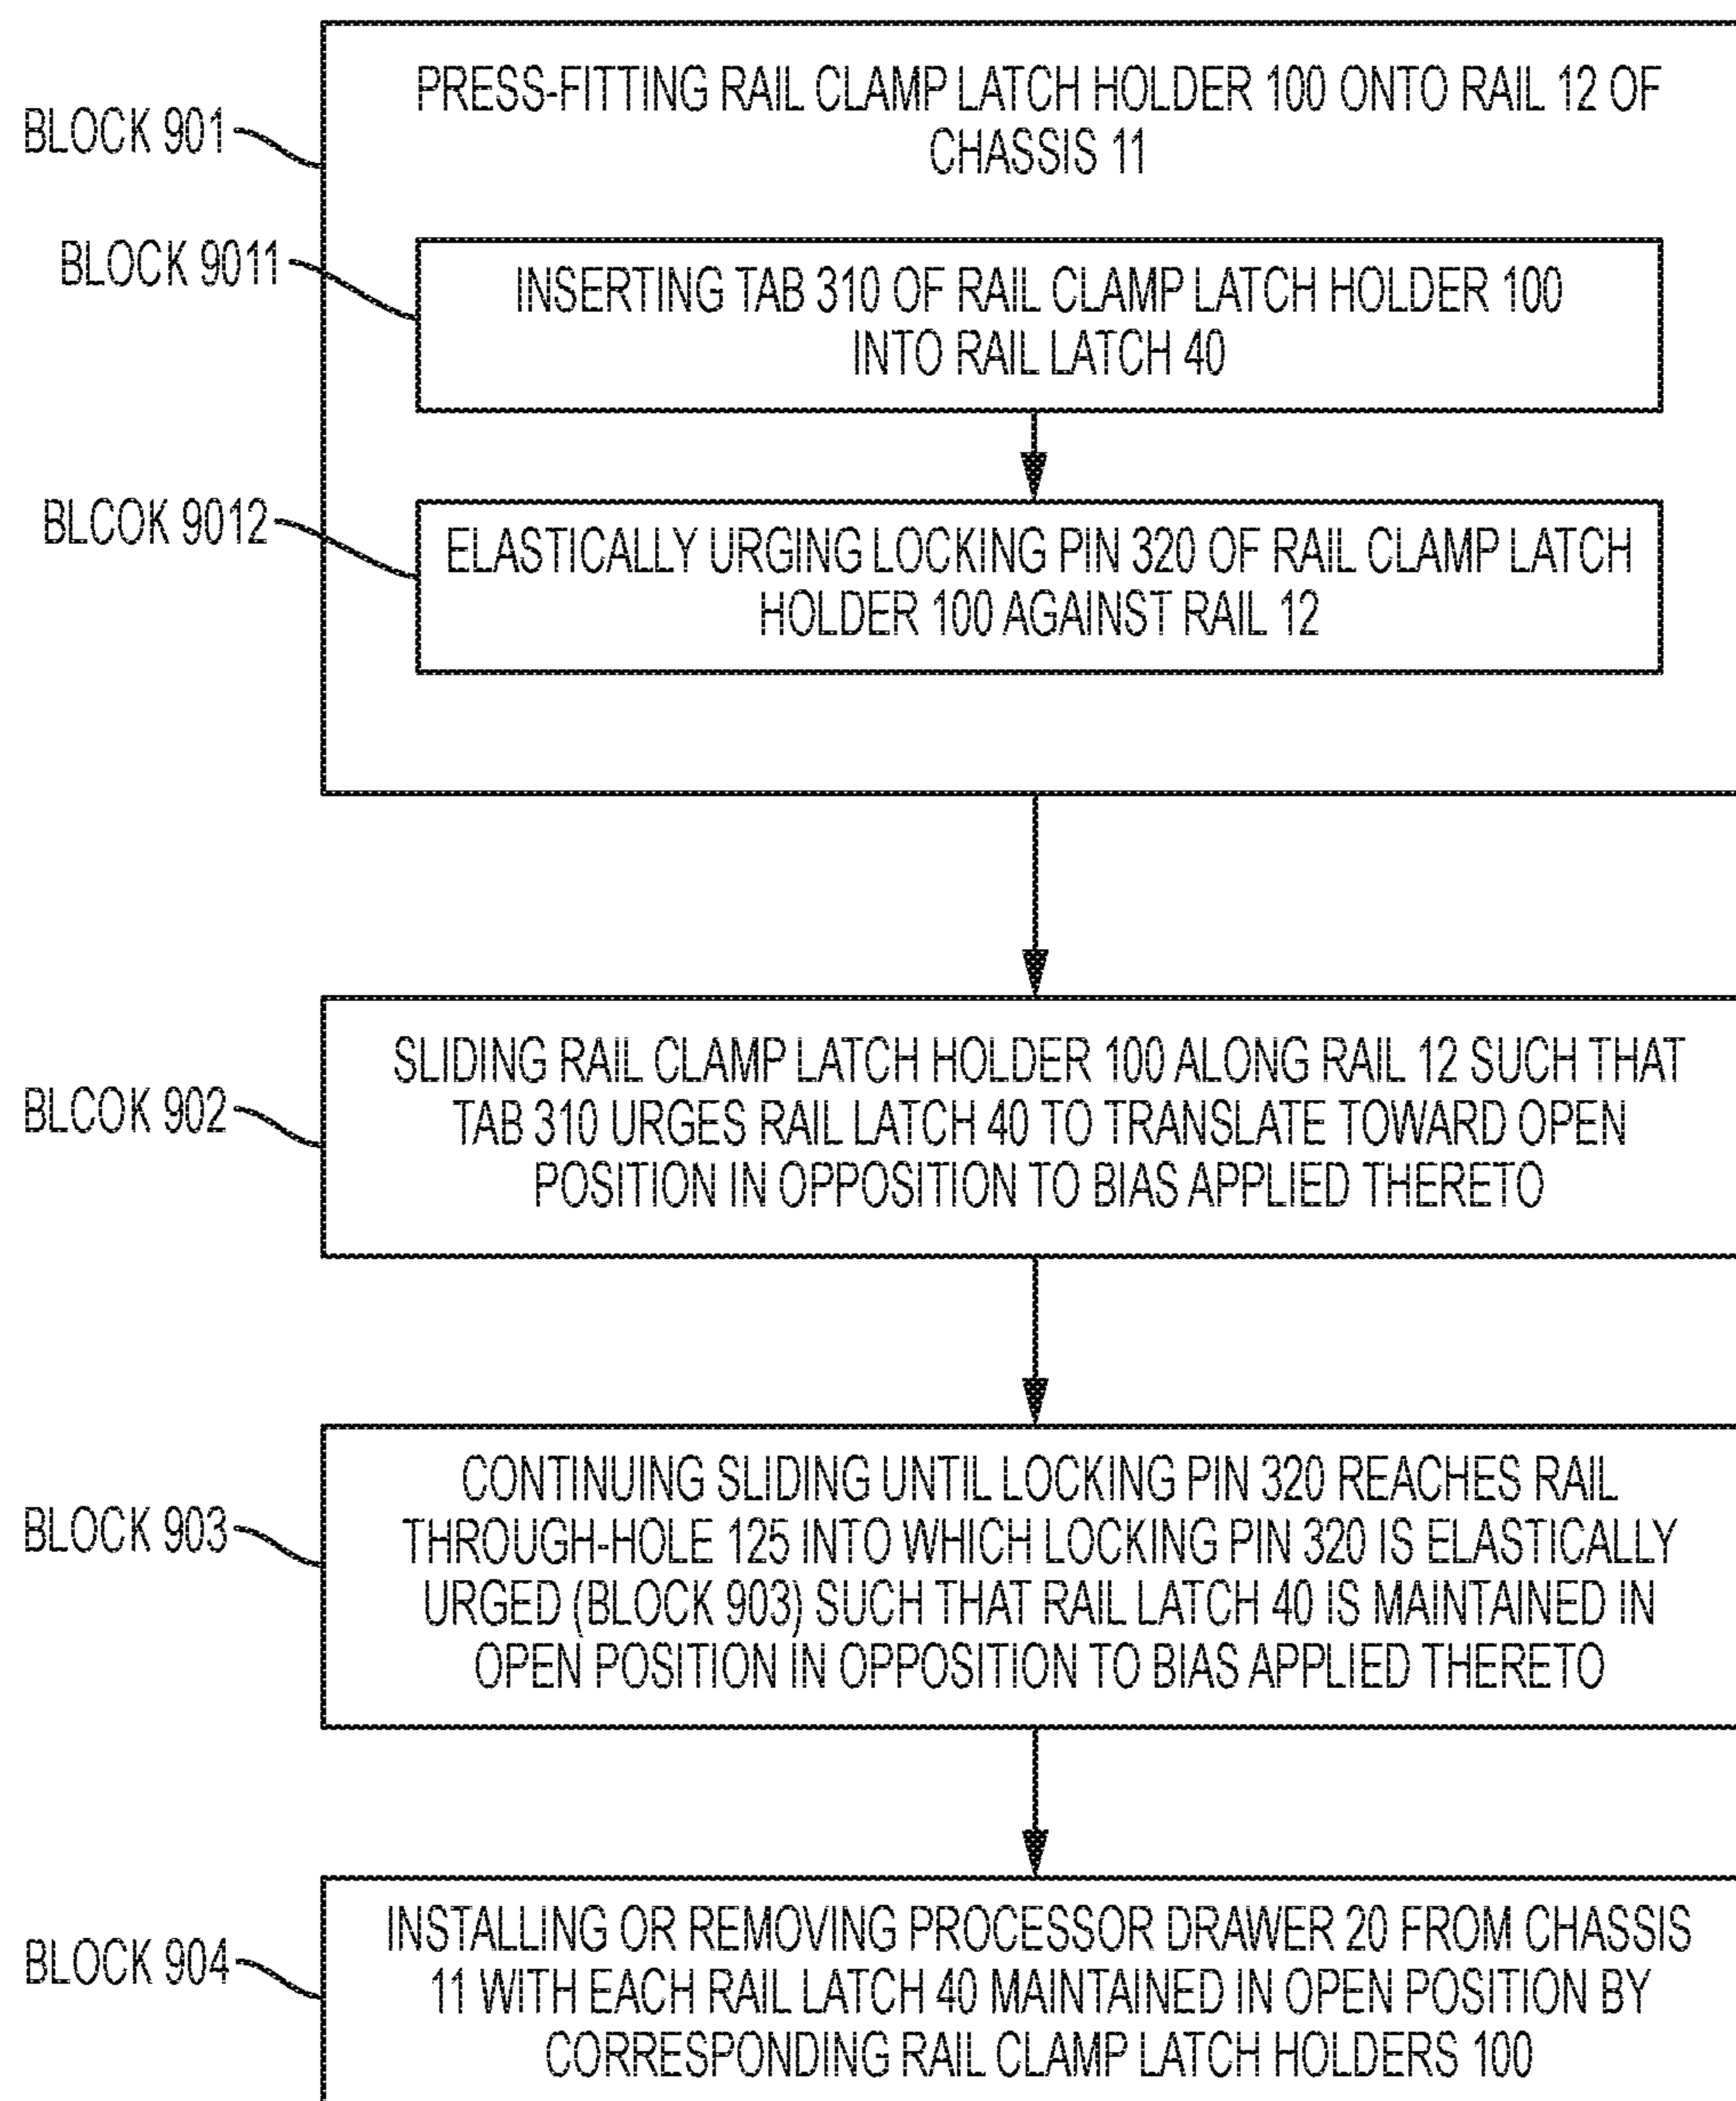 BLOCK 901
PRESS-FITTING RAIL CLAMP LATCH HOLDER 100 ONTO RAIL 12 OF
CHASSIS 11
BLOCK 9011
INSERTING TAB 310 OF RAIL CLAMP LATCH HOLDER 100
INTO RAIL LATCH 40
BLCOK 9012
ELASTICALLY URGING LOCKING PIN 320 OF RAIL CLAMP LATCH
HOLDER 100 AGAINST RAIL 12
BLCOK 902
SLIDING RAIL CLAMP LATCH HOLDER 100 ALONG RAIL 12 SUCH THAT
TAB 310 URGES RAIL LATCH 40 TO TRANSLATE TOWARD OPEN
POSITION IN OPPOSITION TO BIAS APPLIED THERETO
BLOCK 903
CONTINUING SLIDING UNTIL LOCKING PIN 320 REACHES RAIL
THROUGH-HOLE 125 INTO WHICH LOCKING PIN 320 IS ELASTICALLY
URGED (BLOCK 903) SUCH THAT RAIL LATCH 40 IS MAINTAINED IN
OPEN POSITION IN OPPOSITION TO BIAS APPLIED THERETO
BLOCK 904
INSTALLING OR REMOVING PROCESSOR DRAWER 20 FROM CHASSIS
11 WITH EACH RAIL LATCH 40 MAINTAINED IN OPEN POSITION BY
CORRESPONDING RAIL CLAMP LATCH HOLDERS 100